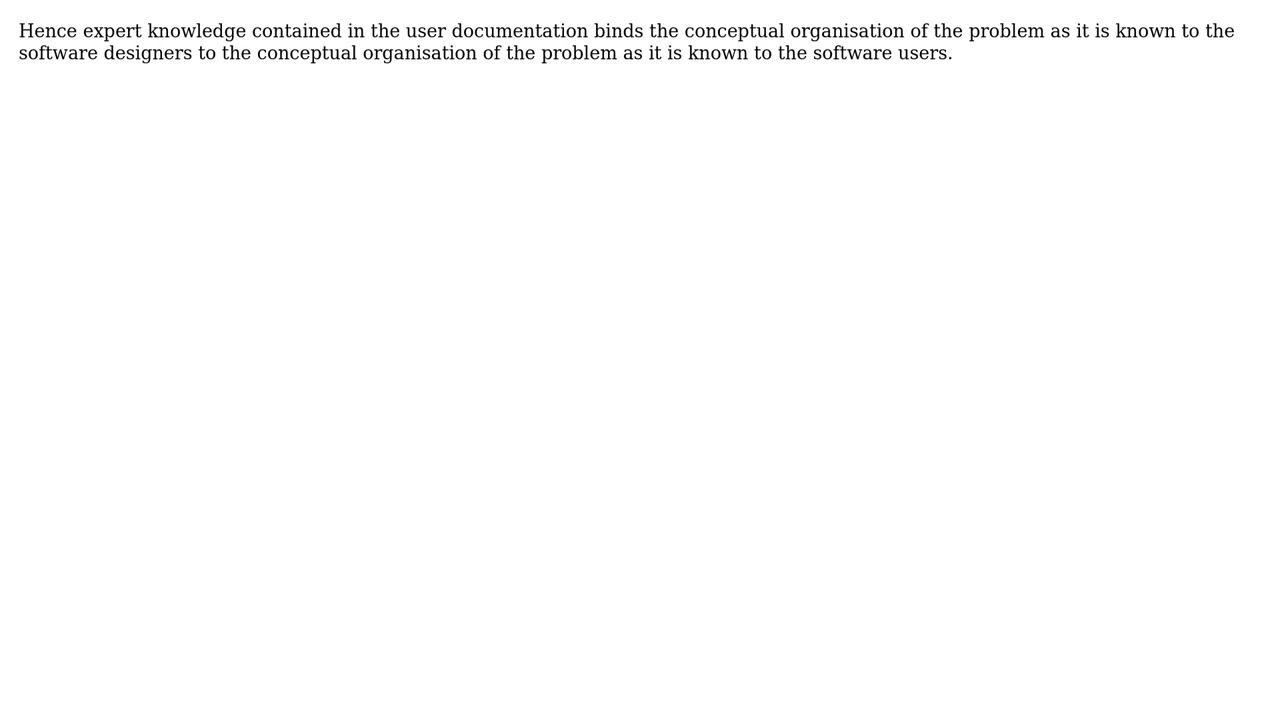 Hence expert knowledge contained in the user documentation binds the conceptual organisation of the problem as it is known to the
software designers to the conceptual organisation of the problem as it is known to the software users.